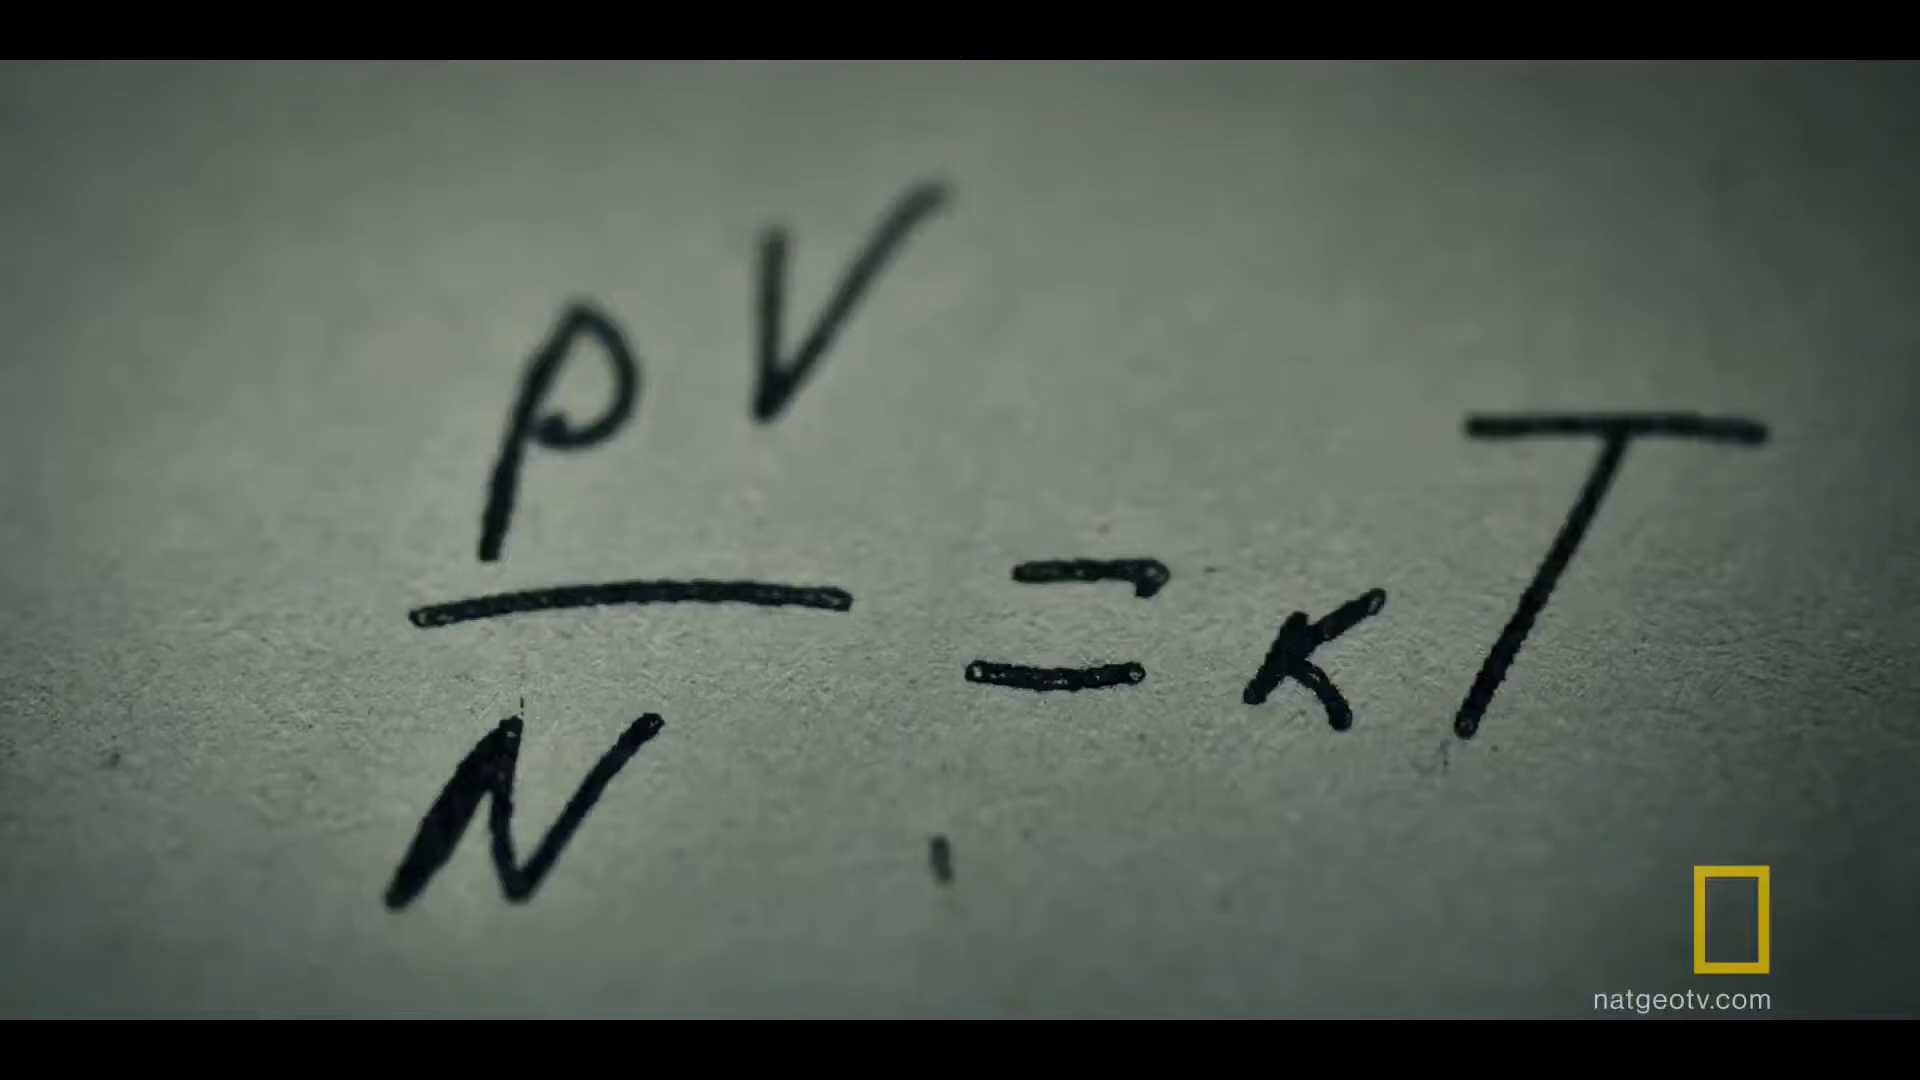 pV
— = kT
N
natgeotv.com